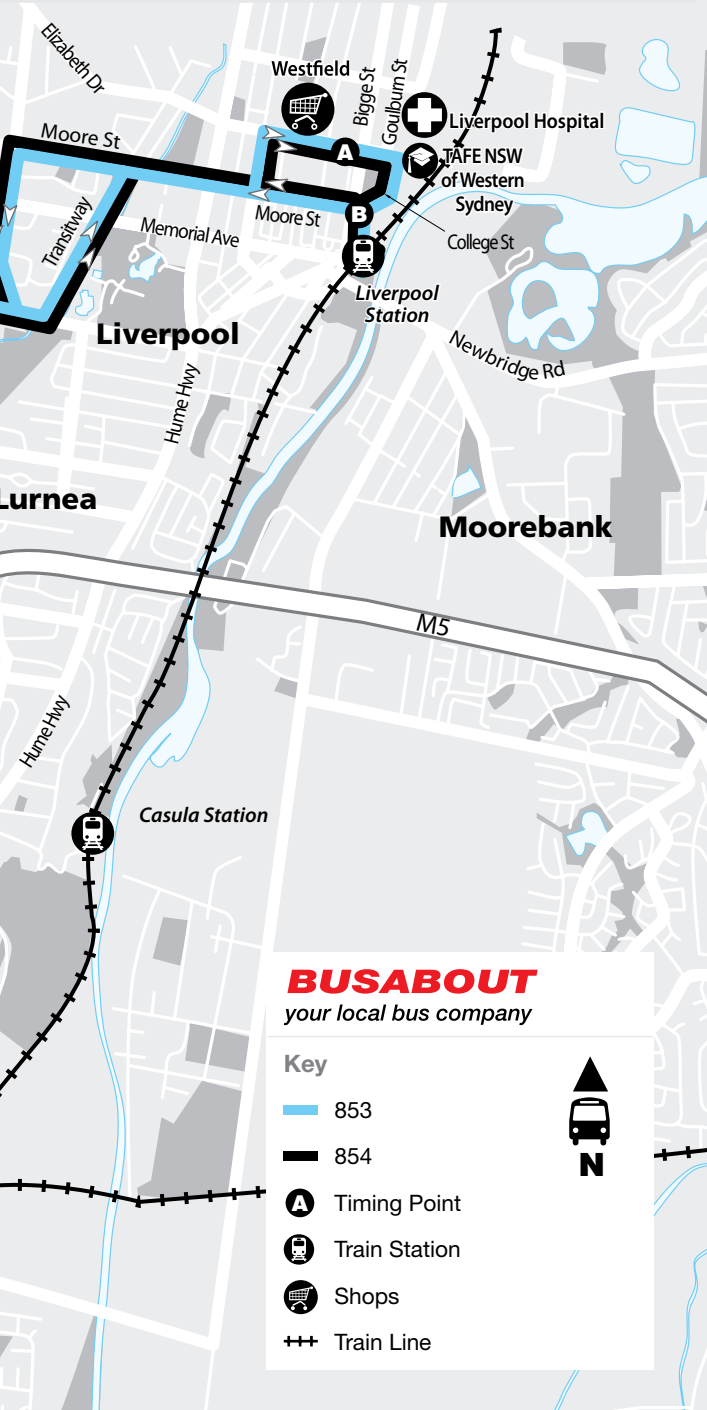 Elizabeth Dr
Westfield
Bigge St
Goulburn St
Liverpool Hospital
Moore St
A
TAFE NSW
of Western
Sydney
Transitway
Memorial Ave
Moore St
B
College St
Liverpool
Station
Liverpool
Newbridge Rd
Hume Hwy
Lurnea
Moorebank
M5
Hume Hwy
Casula Station
BUSABOUT
your local bus company
Key
853
854
N
A Timing Point
Train Station
Shops
Train Line